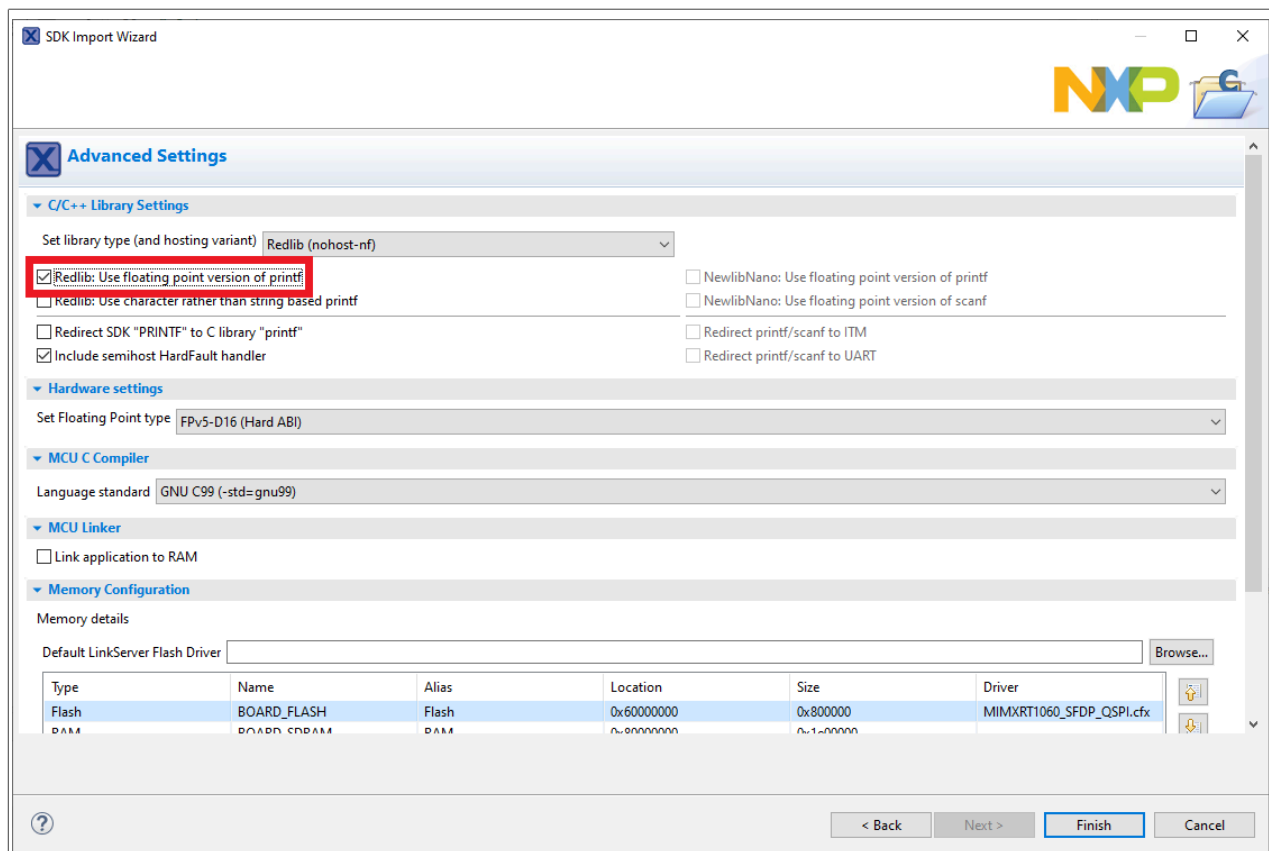 SDK Import Wizard
NXP
Advanced Settings
C/C++ Library Settings
Set library type (and hosting variant) Redlib (nohost-nf)
Redlib: Use floating point version of printf NewlibNano: Use floating point version of printf
Redlib: Use character rather than string based printf NewlibNano: Use floating point version of scanf
Redirect SDK "PRINTF" to C library "printf" Redirect printf/scanf to ITM
Include semihost HardFault handler Redirect printf/scanf to UART
Hardware settings
Set Floating Point type FPv5-D16 (Hard ABI)
MCU C Compiler
Language standard GNU C99 (-std=gnu99)
MCU Linker
Link application to RAM
Memory Configuration
Memory details
Default LinkServer Flash Driver Browse...
Type Name Alias Location Size Driver
Flash BOARD_FLASH Flash 0x60000000 0x800000 MIMXRT1060_SFDP_QSPI.cfx
RAM BOARD_SDRAM RAM 0x80000000 0x1e00000
< Back Next > Finish Cancel